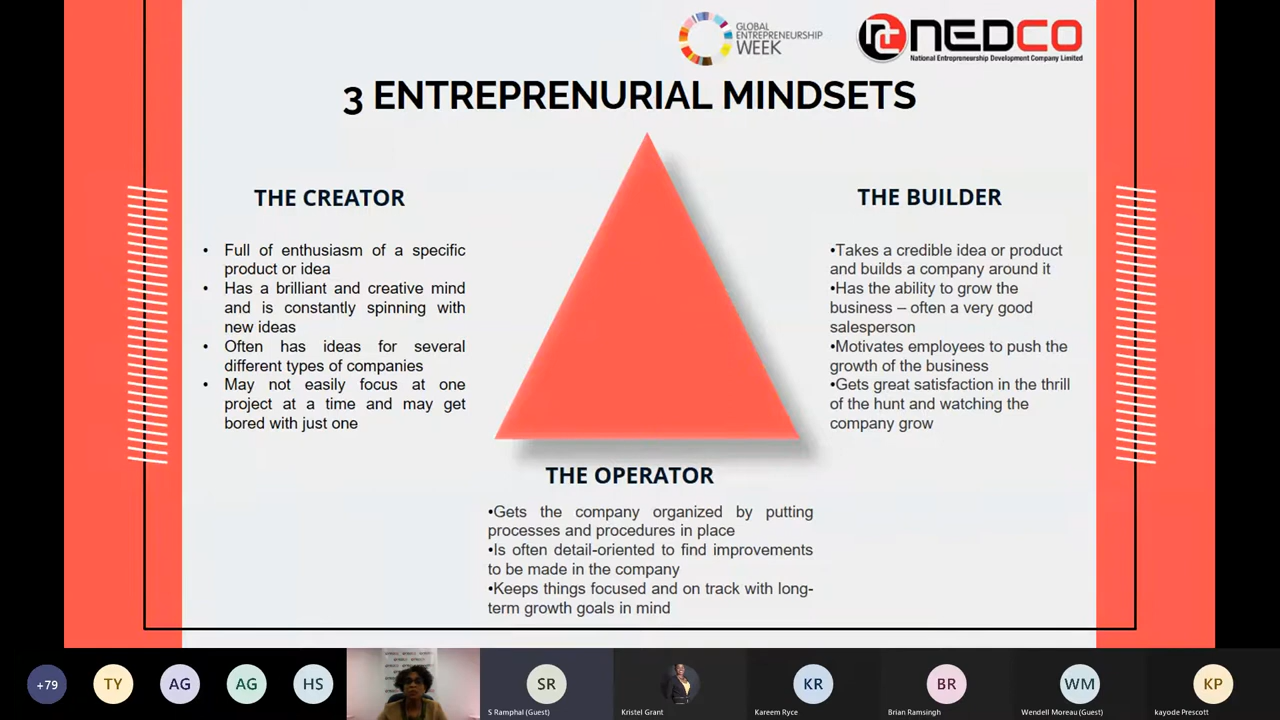 GLOBAL
ENTREPRENEURSHIP
WEEK
NEDCO
National Entrepreneurship Development Company Limited
3 ENTREPRENURIAL MINDSETS
THE CREATOR
• Full of enthusiasm of a specific
product or idea
• Has a brilliant and creative mind
and is constantly spinning with
new ideas
• Often has ideas for several
different types of companies
• May not easily focus at one
project at a time and may get
bored with just one
THE BUILDER
•Takes a credible idea or product
and builds a company around it
•Has the ability to grow the
business – often a very good
salesperson
•Motivates employees to push the
growth of the business
•Gets great satisfaction in the thrill
of the hunt and watching the
company grow
THE OPERATOR
•Gets the company organized by putting
processes and procedures in place
•Is often detail-oriented to find improvements
to be made in the company
•Keeps things focused and on track with long-
term growth goals in mind
+79
TY
AG
AG
HS
SR
S Ramphal (Guest)
Kristel Grant
KR
Kareem Ryce
BR
Brian Ramsingh
WM
Wendell Moreau (Guest)
KP
kayode Prescott